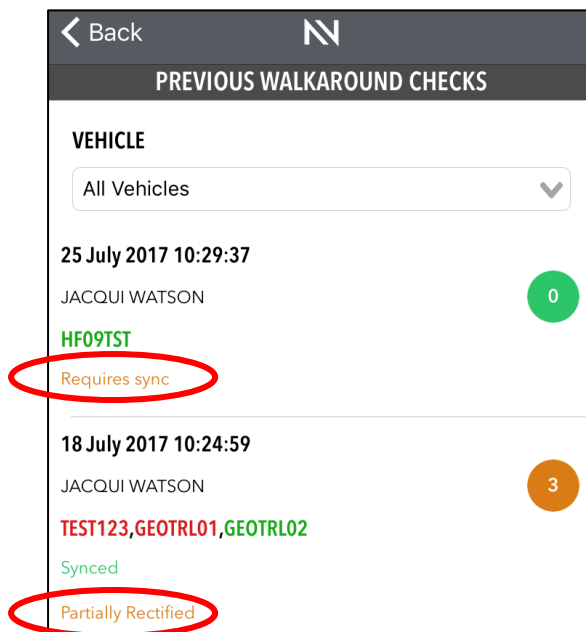 Back
PREVIOUS WALKAROUND CHECKS
VEHICLE
All Vehicles
25 July 2017 10:29:37
JACQUI WATSON
0
HF09TST
Requires sync
18 July 2017 10:24:59
JACQUI WATSON
3
TEST123,GEOTRL01,GEOTRL02
Synced
Partially Rectified